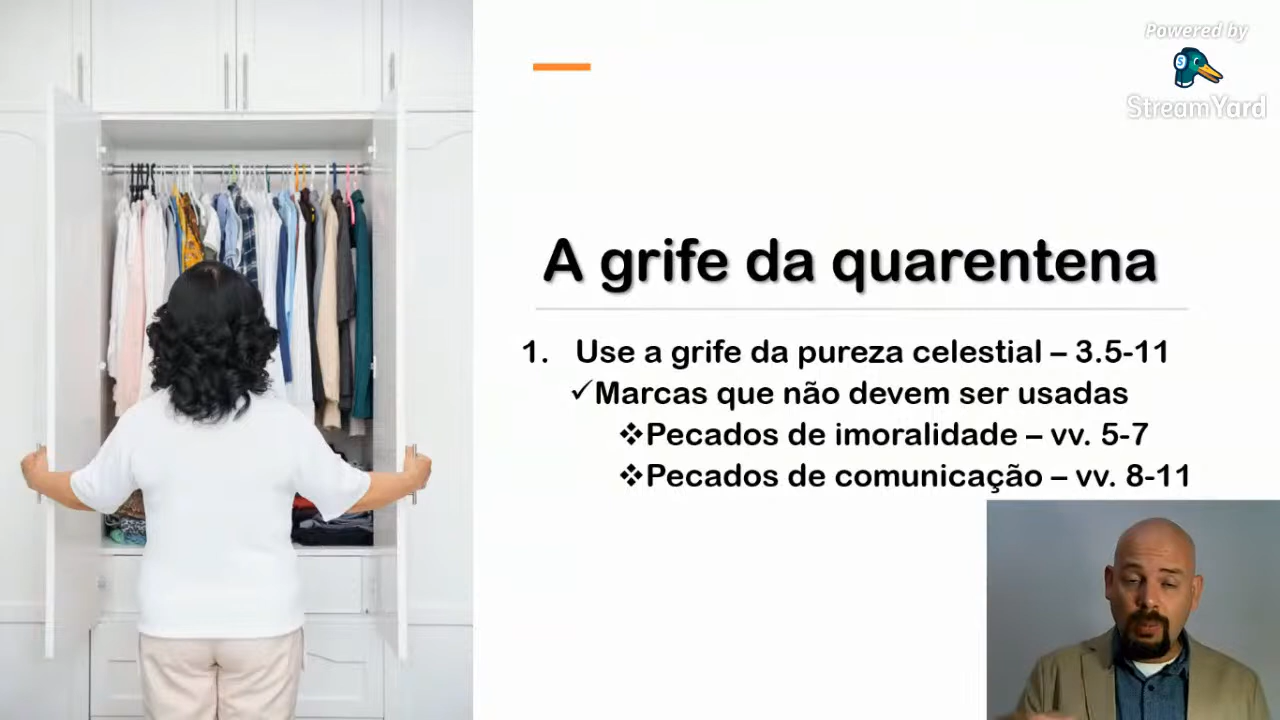 Powered by
StreamYard
A grife da quarentena
1. Use a grife da pureza celestial – 3.5-11
✓Marcas que não devem ser usadas
❖Pecados de imoralidade – vv. 5-7
❖Pecados de comunicação – vv. 8-11